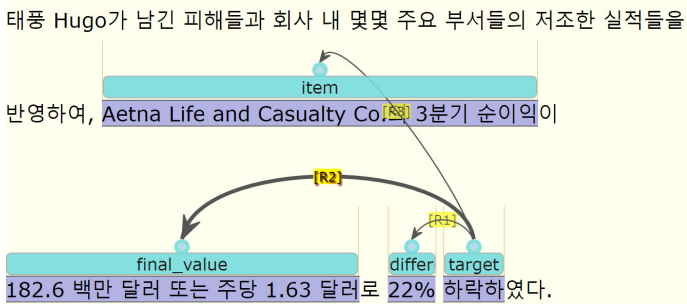 태풍 Hugo가 남긴 피해들과 회사 내 몇몇 주요 부서들의 저조한 실적들을
item
반영하여, Aetna Life and Casualty Co.의 3분기 순이익이
[R3]
[R2]
[R1]
final_value differ target
182.6 백만 달러 또는 주당 1.63 달러로 22% 하락하였다.